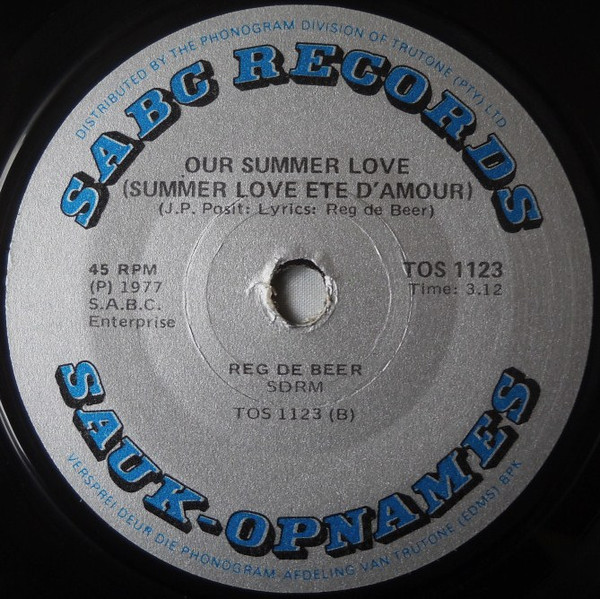 DISTRIBUTED BY THE PHONOGRAM DIVISION OF TRUTONE (PTY) LTD
SABC RECORDS
OUR SUMMER LOVE
(SUMMER LOVE ETE D'AMOUR)
(J.P. Posit: Lyrics: Reg de Beer)
45 RPM
(P) 1977
S.A.B.C.
Enterprise
TOS 1123
Time: 3.12
REG DE BEER
SDRM
TOS 1123 (B)
SAUK-OPNAMES
VERSPREI DEUR DIE PHONOGRAM-AFDELING VAN TRUTONE (EDMS) BPK